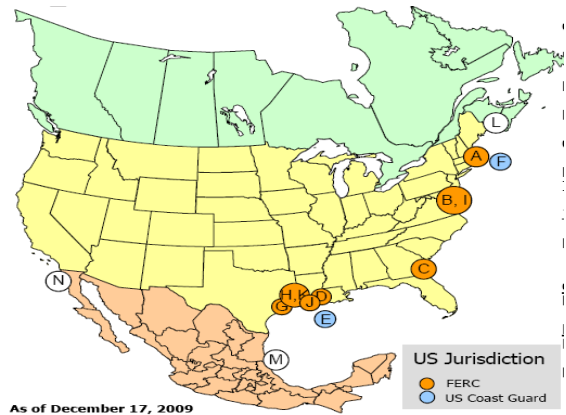 L
A
F
B, I
C
N
H,K
D
J
G
E
M
US Jurisdiction
FERC
US Coast Guard
As of December 17, 2009